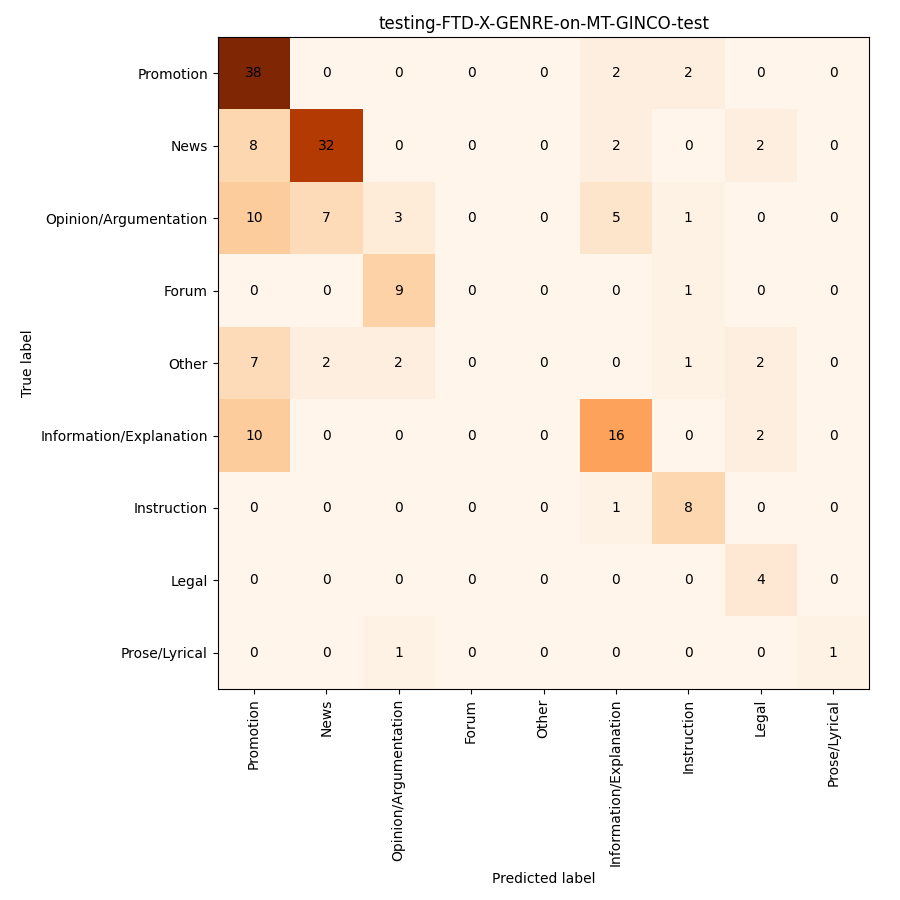 testing-FTD-X-GENRE-on-MT-GINCO-test
True label
Promotion 38 0 0 0 0 2 2 0 0
News 8 32 0 0 0 2 0 2 0
Opinion/Argumentation 10 7 3 0 0 5 1 0 0
Forum 0 0 9 0 0 0 1 0 0
Other 7 2 2 0 0 0 1 2 0
Information/Explanation 10 0 0 0 0 16 0 2 0
Instruction 0 0 0 0 0 1 8 0 0
Legal 0 0 0 0 0 0 0 4 0
Prose/Lyrical 0 0 1 0 0 0 0 0 1
Promotion
News
Opinion/Argumentation
Forum
Other
Information/Explanation
Instruction
Legal
Prose/Lyrical
Predicted label